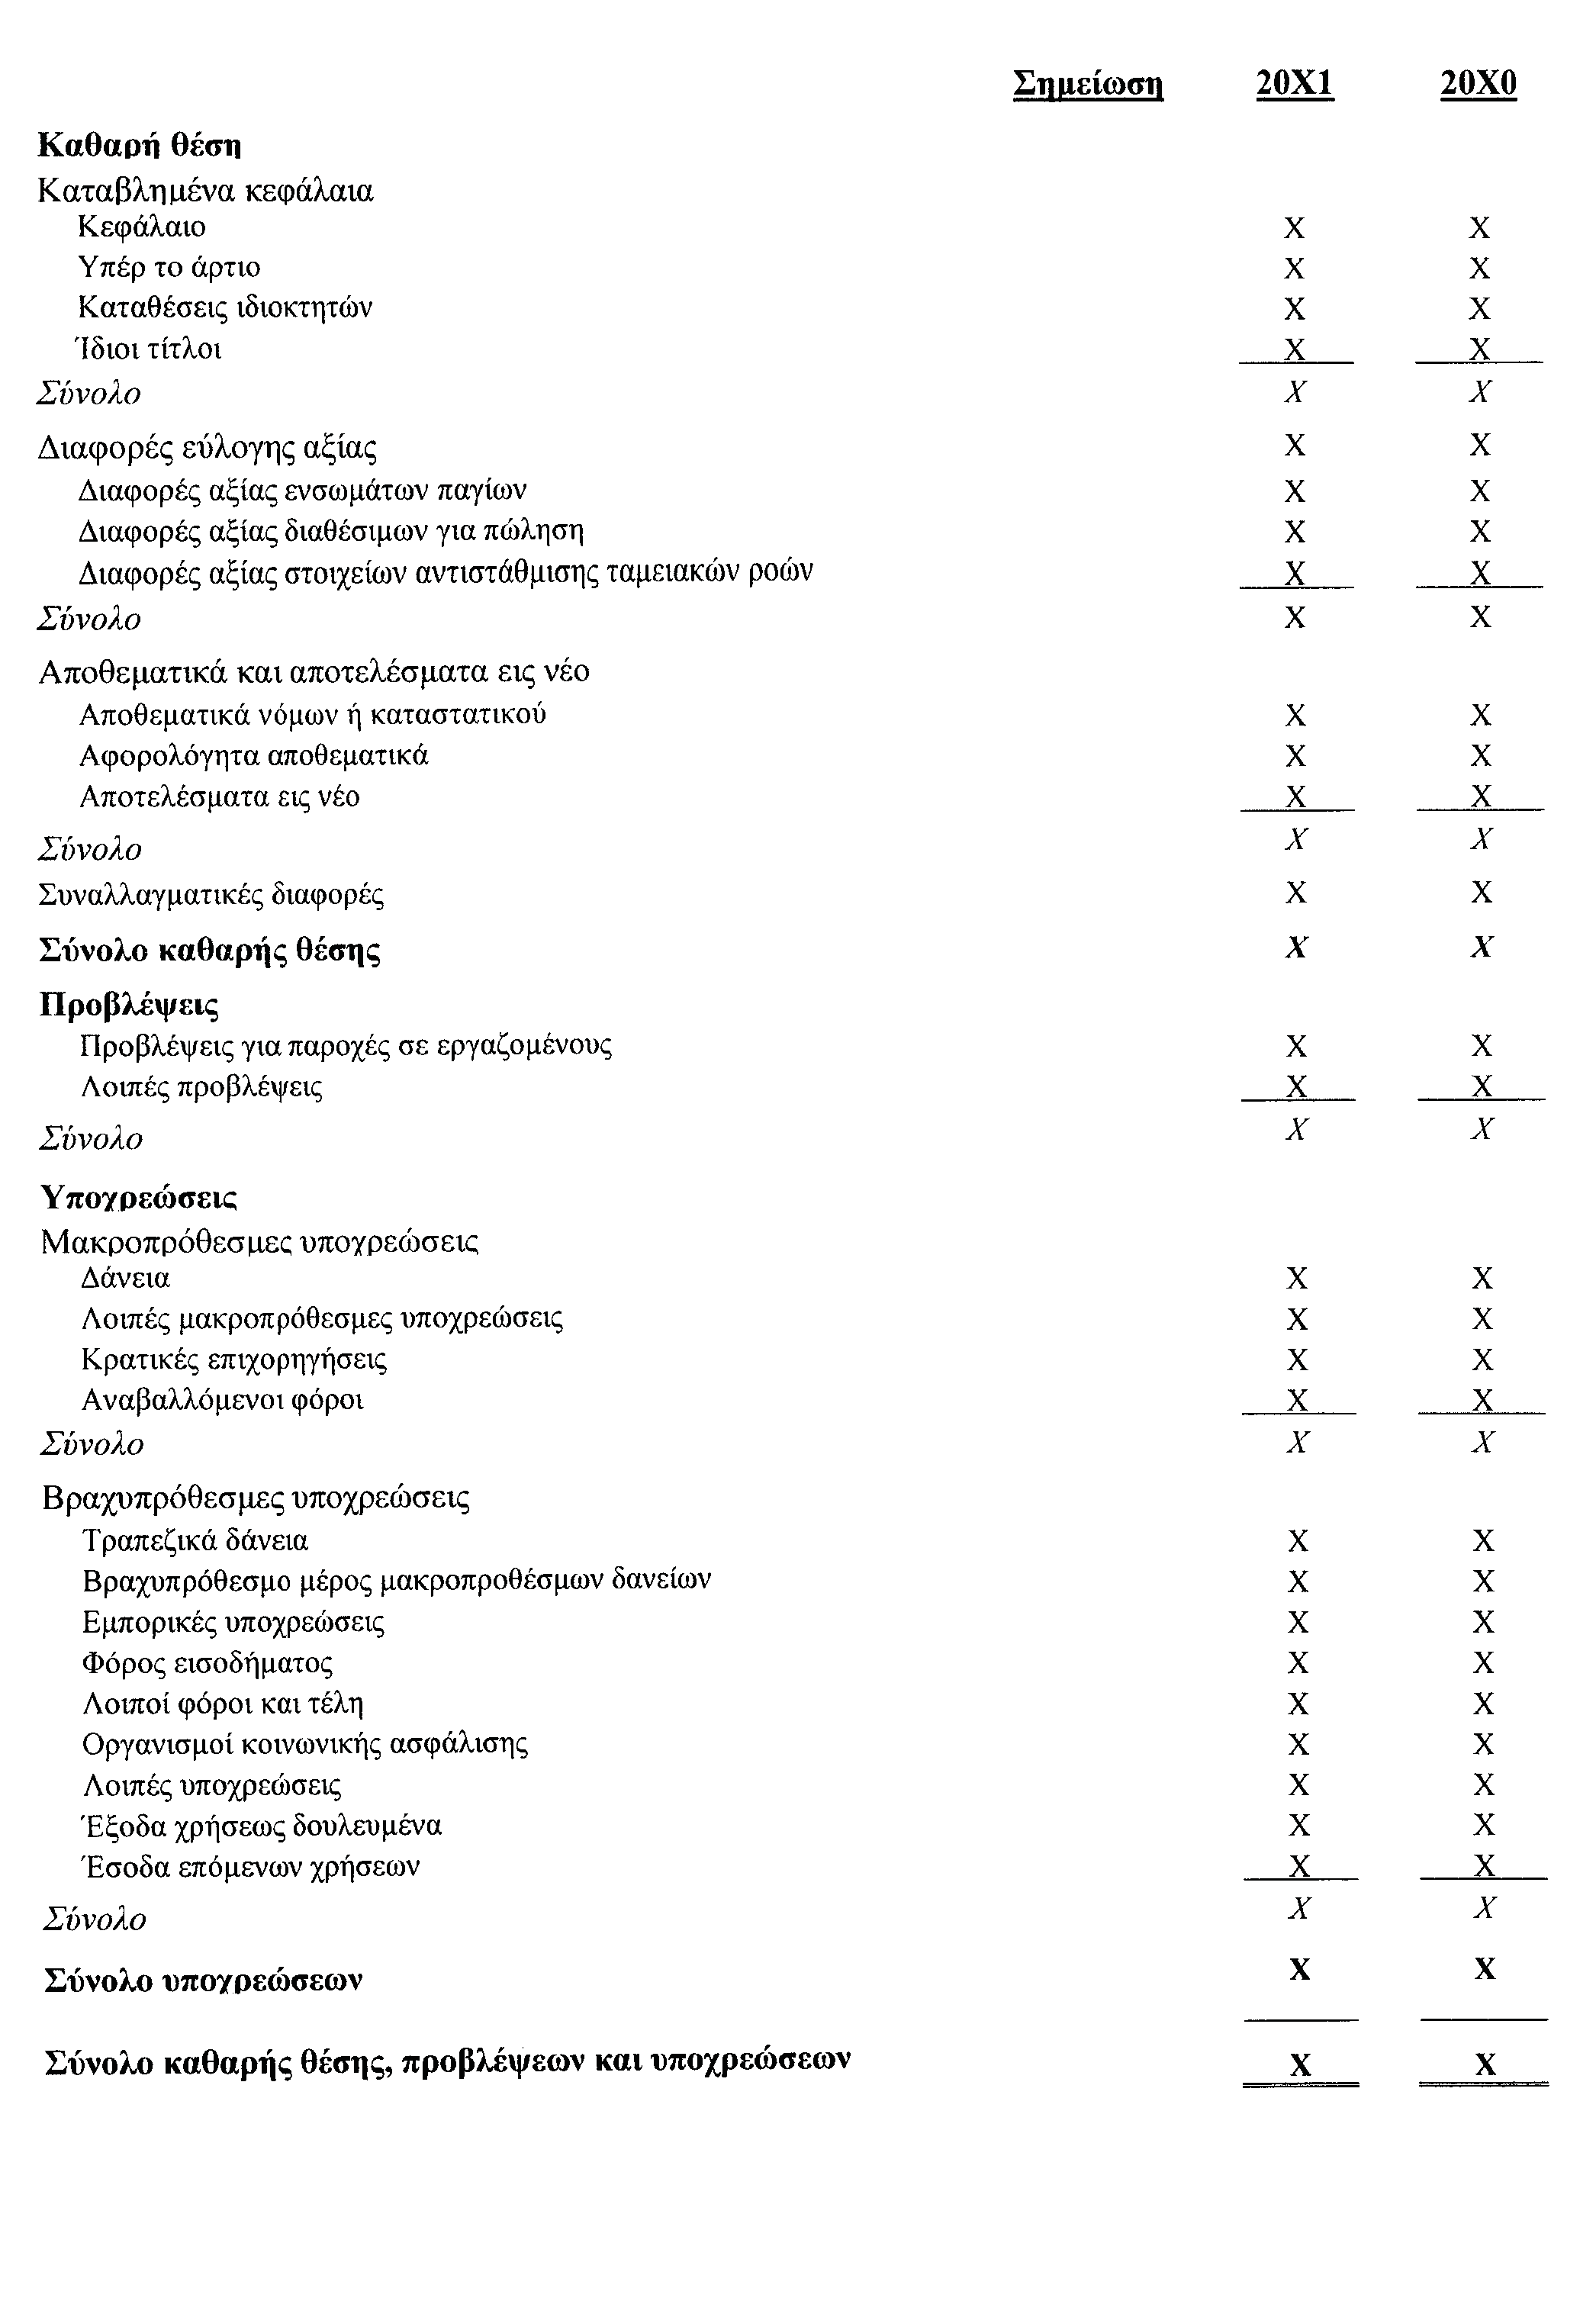 Σημείωση 20X1 20X0
Καθαρή θέση
Καταβλημένα κεφάλαια
Κεφάλαιο X X
Υπέρ το άρτιο X X
Καταθέσεις ιδιοκτητών X X
Ίδιοι τίτλοι X X
Σύνολο X X
Διαφορές εύλογης αξίας X X
Διαφορές αξίας ενσωμάτων παγίων X X
Διαφορές αξίας διαθέσιμων για πώληση X X
Διαφορές αξίας στοιχείων αντιστάθμισης ταμειακών ροών X X
Σύνολο X X
Αποθεματικά και αποτελέσματα εις νέο
Αποθεματικά νόμων ή καταστατικού X X
Αφορολόγητα αποθεματικά X X
Αποτελέσματα εις νέο X X
Σύνολο X X
Συναλλαγματικές διαφορές X X
Σύνολο καθαρής θέσης X X
Προβλέψεις
Προβλέψεις για παροχές σε εργαζομένους X X
Λοιπές προβλέψεις X X
Σύνολο X X
Υποχρεώσεις
Μακροπρόθεσμες υποχρεώσεις
Δάνεια X X
Λοιπές μακροπρόθεσμες υποχρεώσεις X X
Κρατικές επιχορηγήσεις X X
Αναβαλλόμενοι φόροι X X
Σύνολο X X
Βραχυπρόθεσμες υποχρεώσεις
Τραπεζικά δάνεια X X
Βραχυπρόθεσμο μέρος μακροπροθέσμων δανείων X X
Εμπορικές υποχρεώσεις X X
Φόρος εισοδήματος X X
Λοιποί φόροι και τέλη X X
Οργανισμοί κοινωνικής ασφάλισης X X
Λοιπές υποχρεώσεις X X
Έξοδα χρήσεως δουλευμένα X X
Έσοδα επόμενων χρήσεων X X
Σύνολο X X
Σύνολο υποχρεώσεων X X
Σύνολο καθαρής θέσης, προβλέψεων και υποχρεώσεων X X